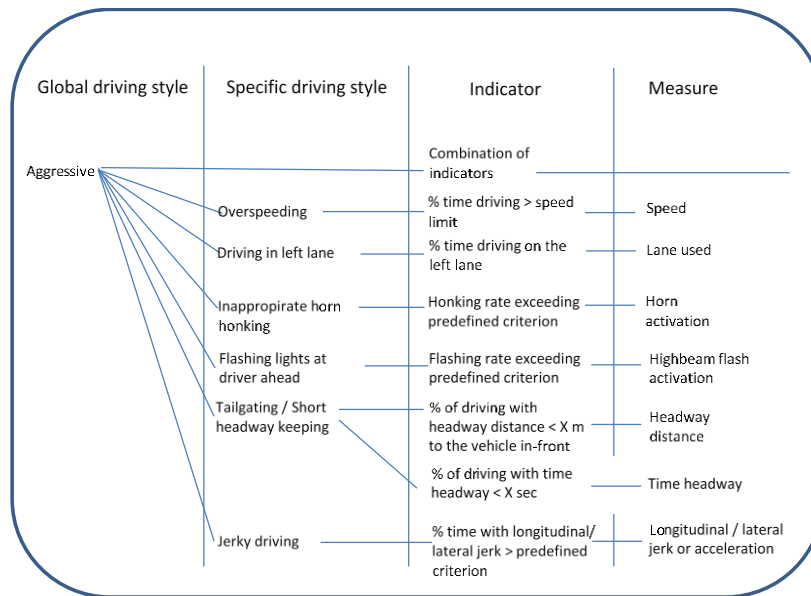 Global driving style
Specific driving style
Indicator
Measure
Aggressive
Combination of
indicators
Overspeeding
% time driving > speed
limit
Speed
Driving in left lane
% time driving on the
left lane
Lane used
Inappropirate horn
honking
Honking rate exceeding
predefined criterion
Horn
activation
Flashing lights at
driver ahead
Flashing rate exceeding
predefined criterion
Highbeam flash
activation
Tailgating / Short
headway keeping
% of driving with
headway distance < X m
to the vehicle in-front
Headway
distance
% of driving with time
headway < X sec
Time headway
Jerky driving
% time with longitudinal/
lateral jerk > predefined
criterion
Longitudinal / lateral
jerk or acceleration